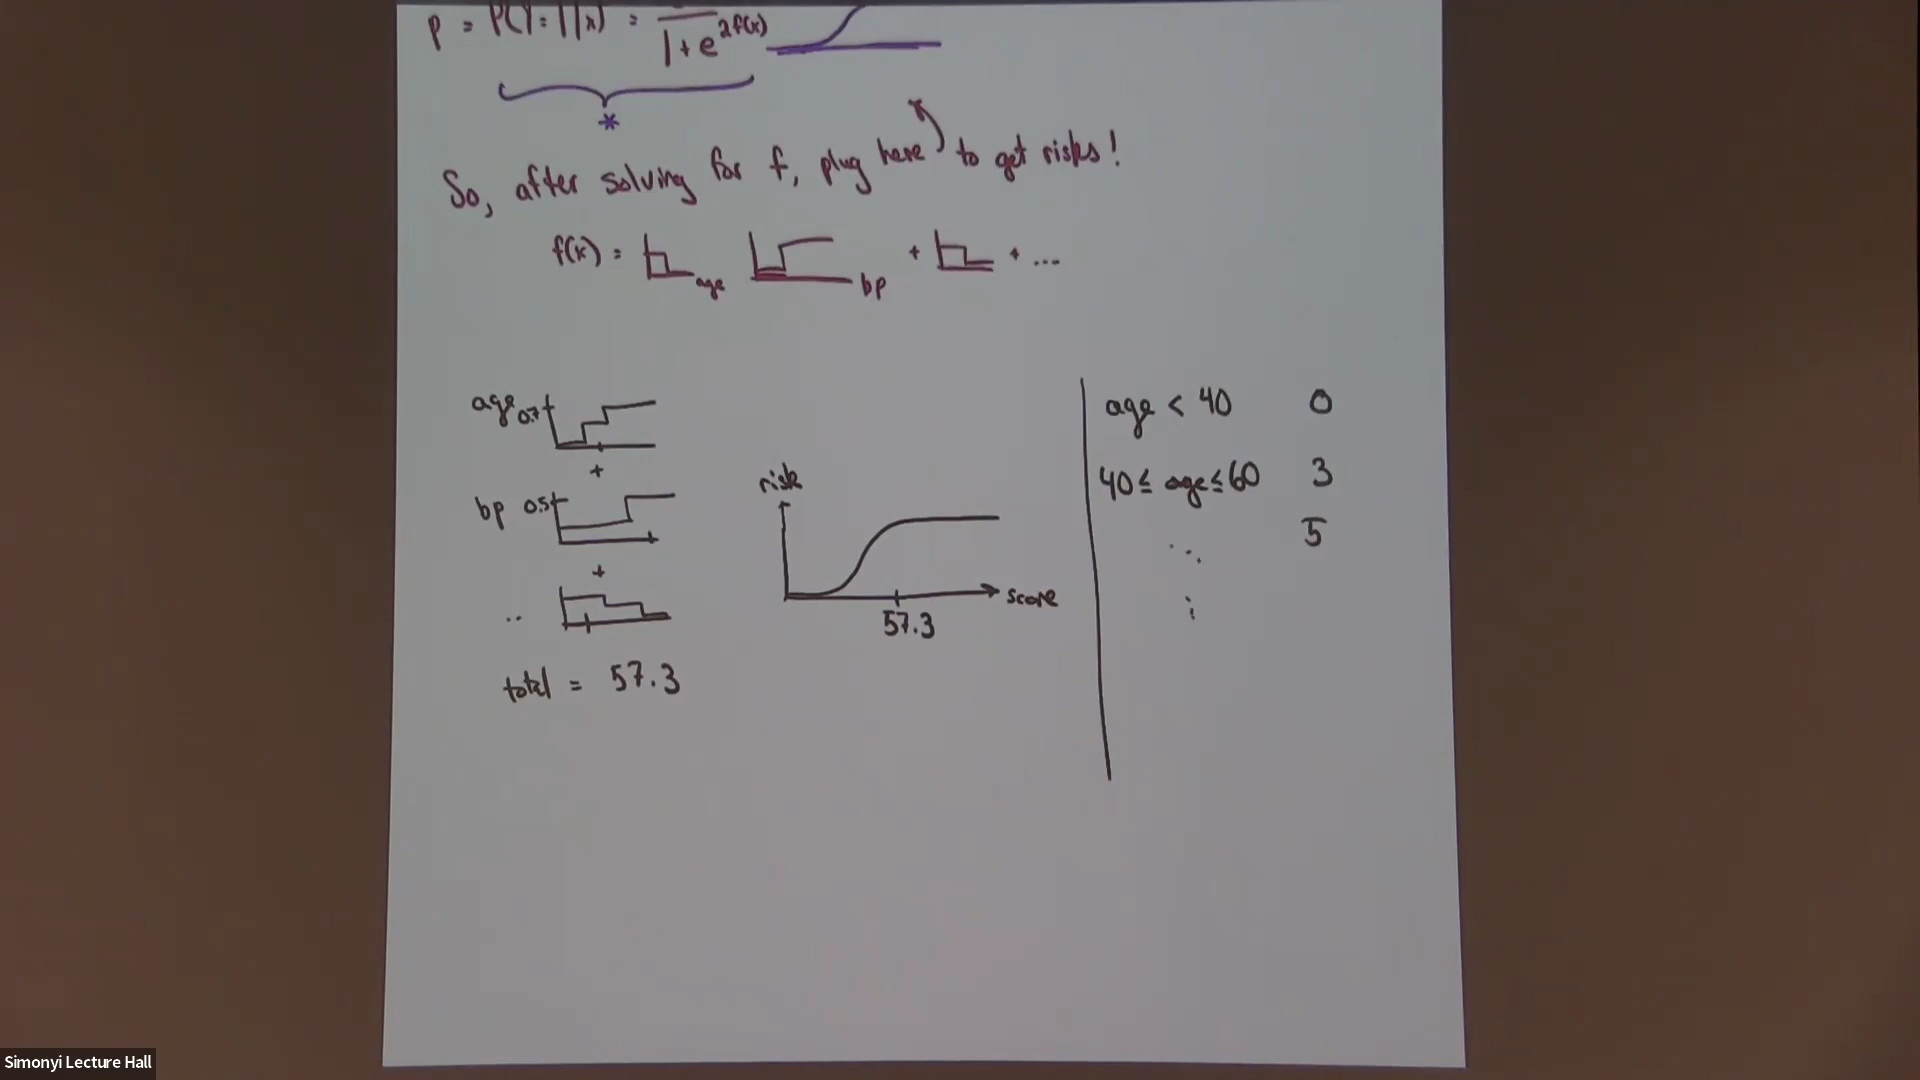 p = P(Y=1|x) = 1+e^2f(x)
*
So, after solving for f, plug here to get risks!
f(x) = age bp + + ...
age 0.7
+
bp 0.5
+
..
total = 57.3
risk
score
57.3
age < 40 0
40 ≤ age ≤ 60 3
... 5
⋮
Simonyi Lecture Hall